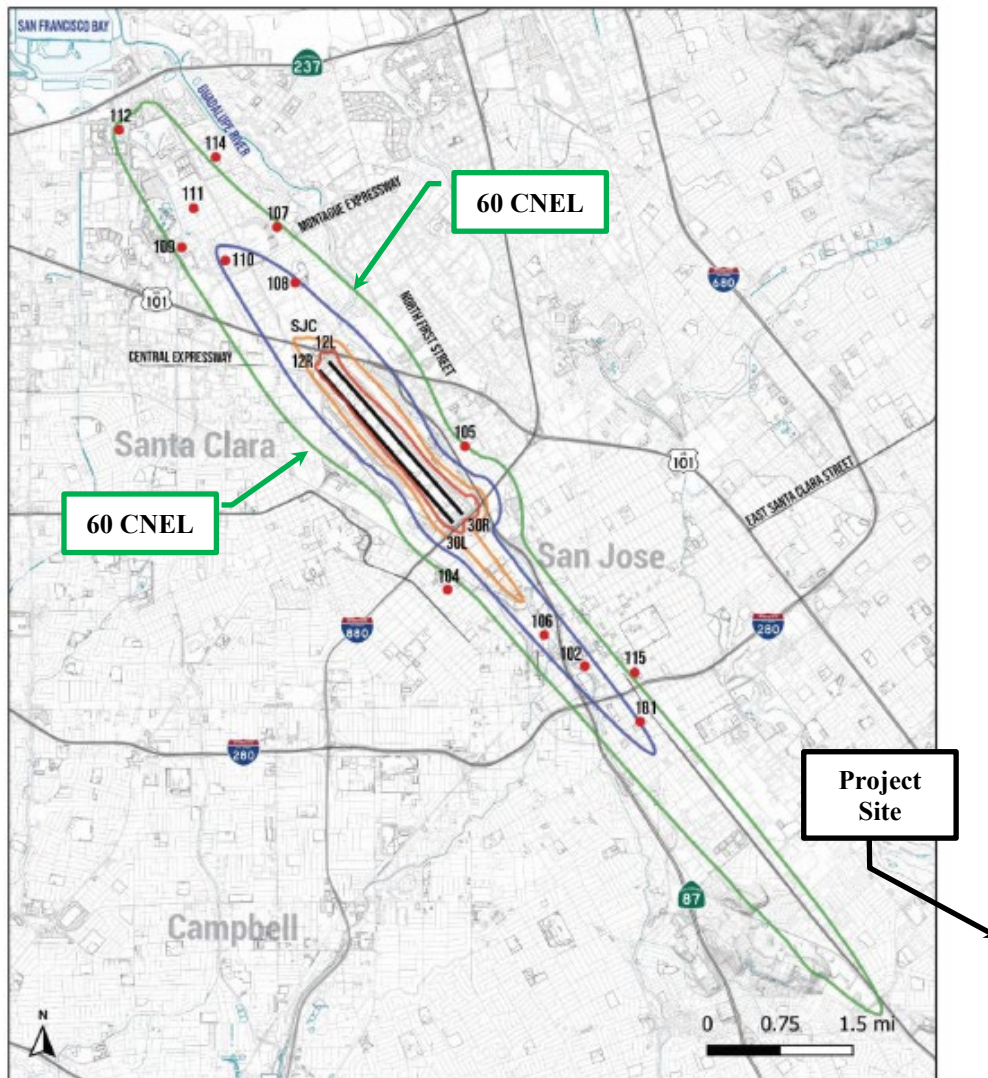 SAN FRANCISCO BAY
237
GUADALUPE RIVER
112
114
111
107
MONTAGUE EXPRESSWAY
60 CNEL
109
110
108
680
101
NORTH FIRST STREET
SJC
12L
12R
CENTRAL EXPRESSWAY
Santa Clara
105
US
101
EAST SANTA CLARA STREET
60 CNEL
30R
30L
San Jose
104
880
106
280
102
115
101
280
Project
Site
87
Campbell
N
0 0.75 1.5 mi